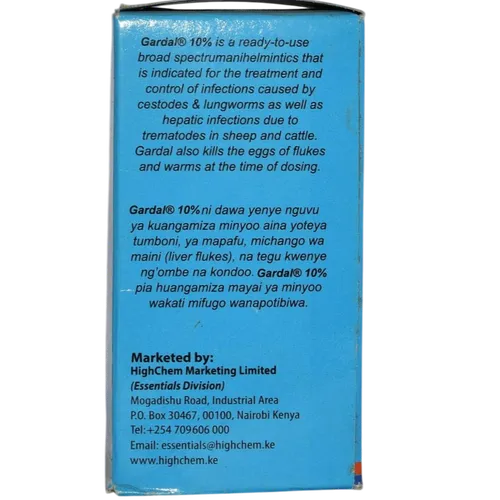 Gardal® 10% is a ready-to-use
broad spectrumanihelmintics that
is indicated for the treatment and
control of infections caused by
cestodes & lungworms as well as
hepatic infections due to
trematodes in sheep and cattle.
Gardal also kills the eggs of flukes
and warms at the time of dosing.
Gardal® 10% ni dawa yenye nguvu
ya kuangamiza minyoo aina yoteya
tumboni, ya mapafu, michango wa
maini (liver flukes), na tegu kwenye
ng'ombe na kondoo. Gardal® 10%
pia huangamiza mayai ya minyoo
wakati mifugo wanapotibiwa.
Marketed by:
HighChem Marketing Limited
(Essentials Division)
Mogadishu Road, Industrial Area
P.O. Box 30467, 00100, Nairobi Kenya
Tel:+254 709606 000
Email: essentials@highchem.ke
www.highchem.ke